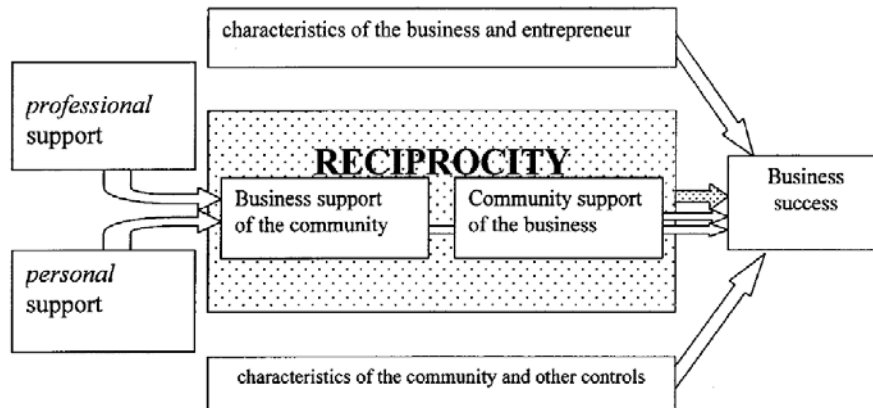 characteristics of the business and entrepreneur
professional
support
RECIPROCITY
Business support
of the community
Community support
of the business
Business
success
personal
support
characteristics of the community and other controls